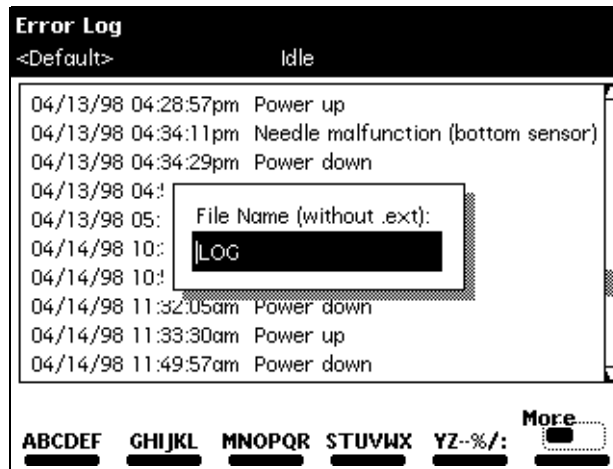 Error Log
<Default> Idle
04/13/98 04:28:57pm Power up
04/13/98 04:34:11pm Needle malfunction (bottom sensor)
04/13/98 04:34:29pm Power down
04/13/98 04:
04/13/98 05:
File Name (without .ext):
04/14/98 10:
LOG
04/14/98 10:
04/14/98 11:32:05am Power down
04/14/98 11:33:30am Power up
04/14/98 11:49:57am Power down
More
ABCDEF GHIJKL MNOPQR STUVWX YZ-%/: